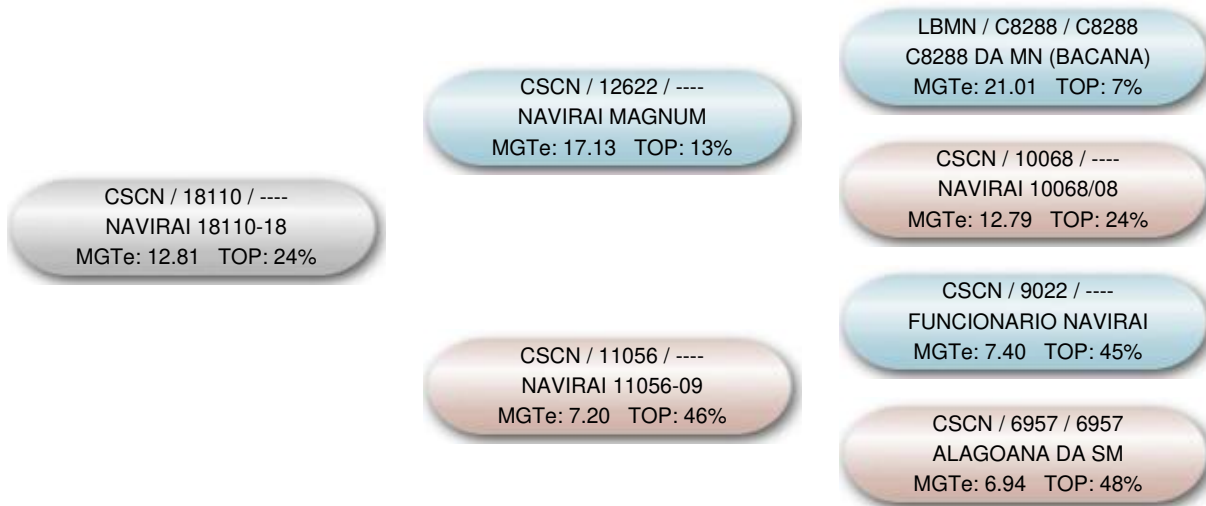 CSCN / 18110 / ----
NAVIRAI 18110-18
MGTe: 12.81 TOP: 24%
CSCN / 12622 / ----
NAVIRAI MAGNUM
MGTe: 17.13 TOP: 13%
CSCN / 11056 / ----
NAVIRAI 11056-09
MGTe: 7.20 TOP: 46%
LBMN / C8288 / C8288
C8288 DA MN (BACANA)
MGTe: 21.01 TOP: 7%
CSCN / 10068 / ----
NAVIRAI 10068/08
MGTe: 12.79 TOP: 24%
CSCN / 9022 / ----
FUNCIONARIO NAVIRAI
MGTe: 7.40 TOP: 45%
CSCN / 6957 / 6957
ALAGOANA DA SM
MGTe: 6.94 TOP: 48%